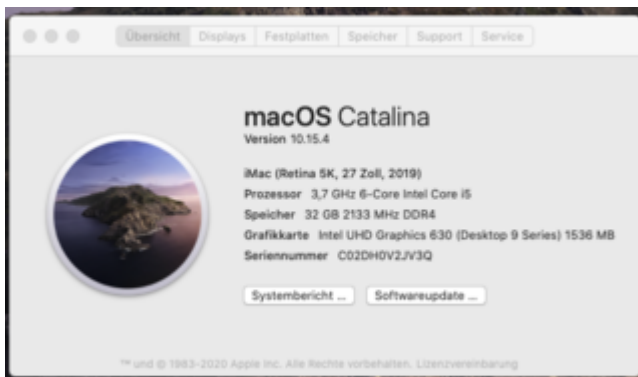 Übersicht Displays Festplatten Speicher Support Service
macOS Catalina
Version 10.15.4
iMac (Retina 5K, 27 Zoll, 2019)
Prozessor 3,7 GHz 6-Core Intel Core i5
Speicher 32 GB 2133 MHz DDR4
Grafikkarte Intel UHD Graphics 630 (Desktop 9 Series) 1536 MB
Seriennummer C02DH0V2JV3Q
Systembericht ...
Softwareupdate ...
™ und © 1983-2020 Apple Inc. Alle Rechte vorbehalten. Lizenzvereinbarung